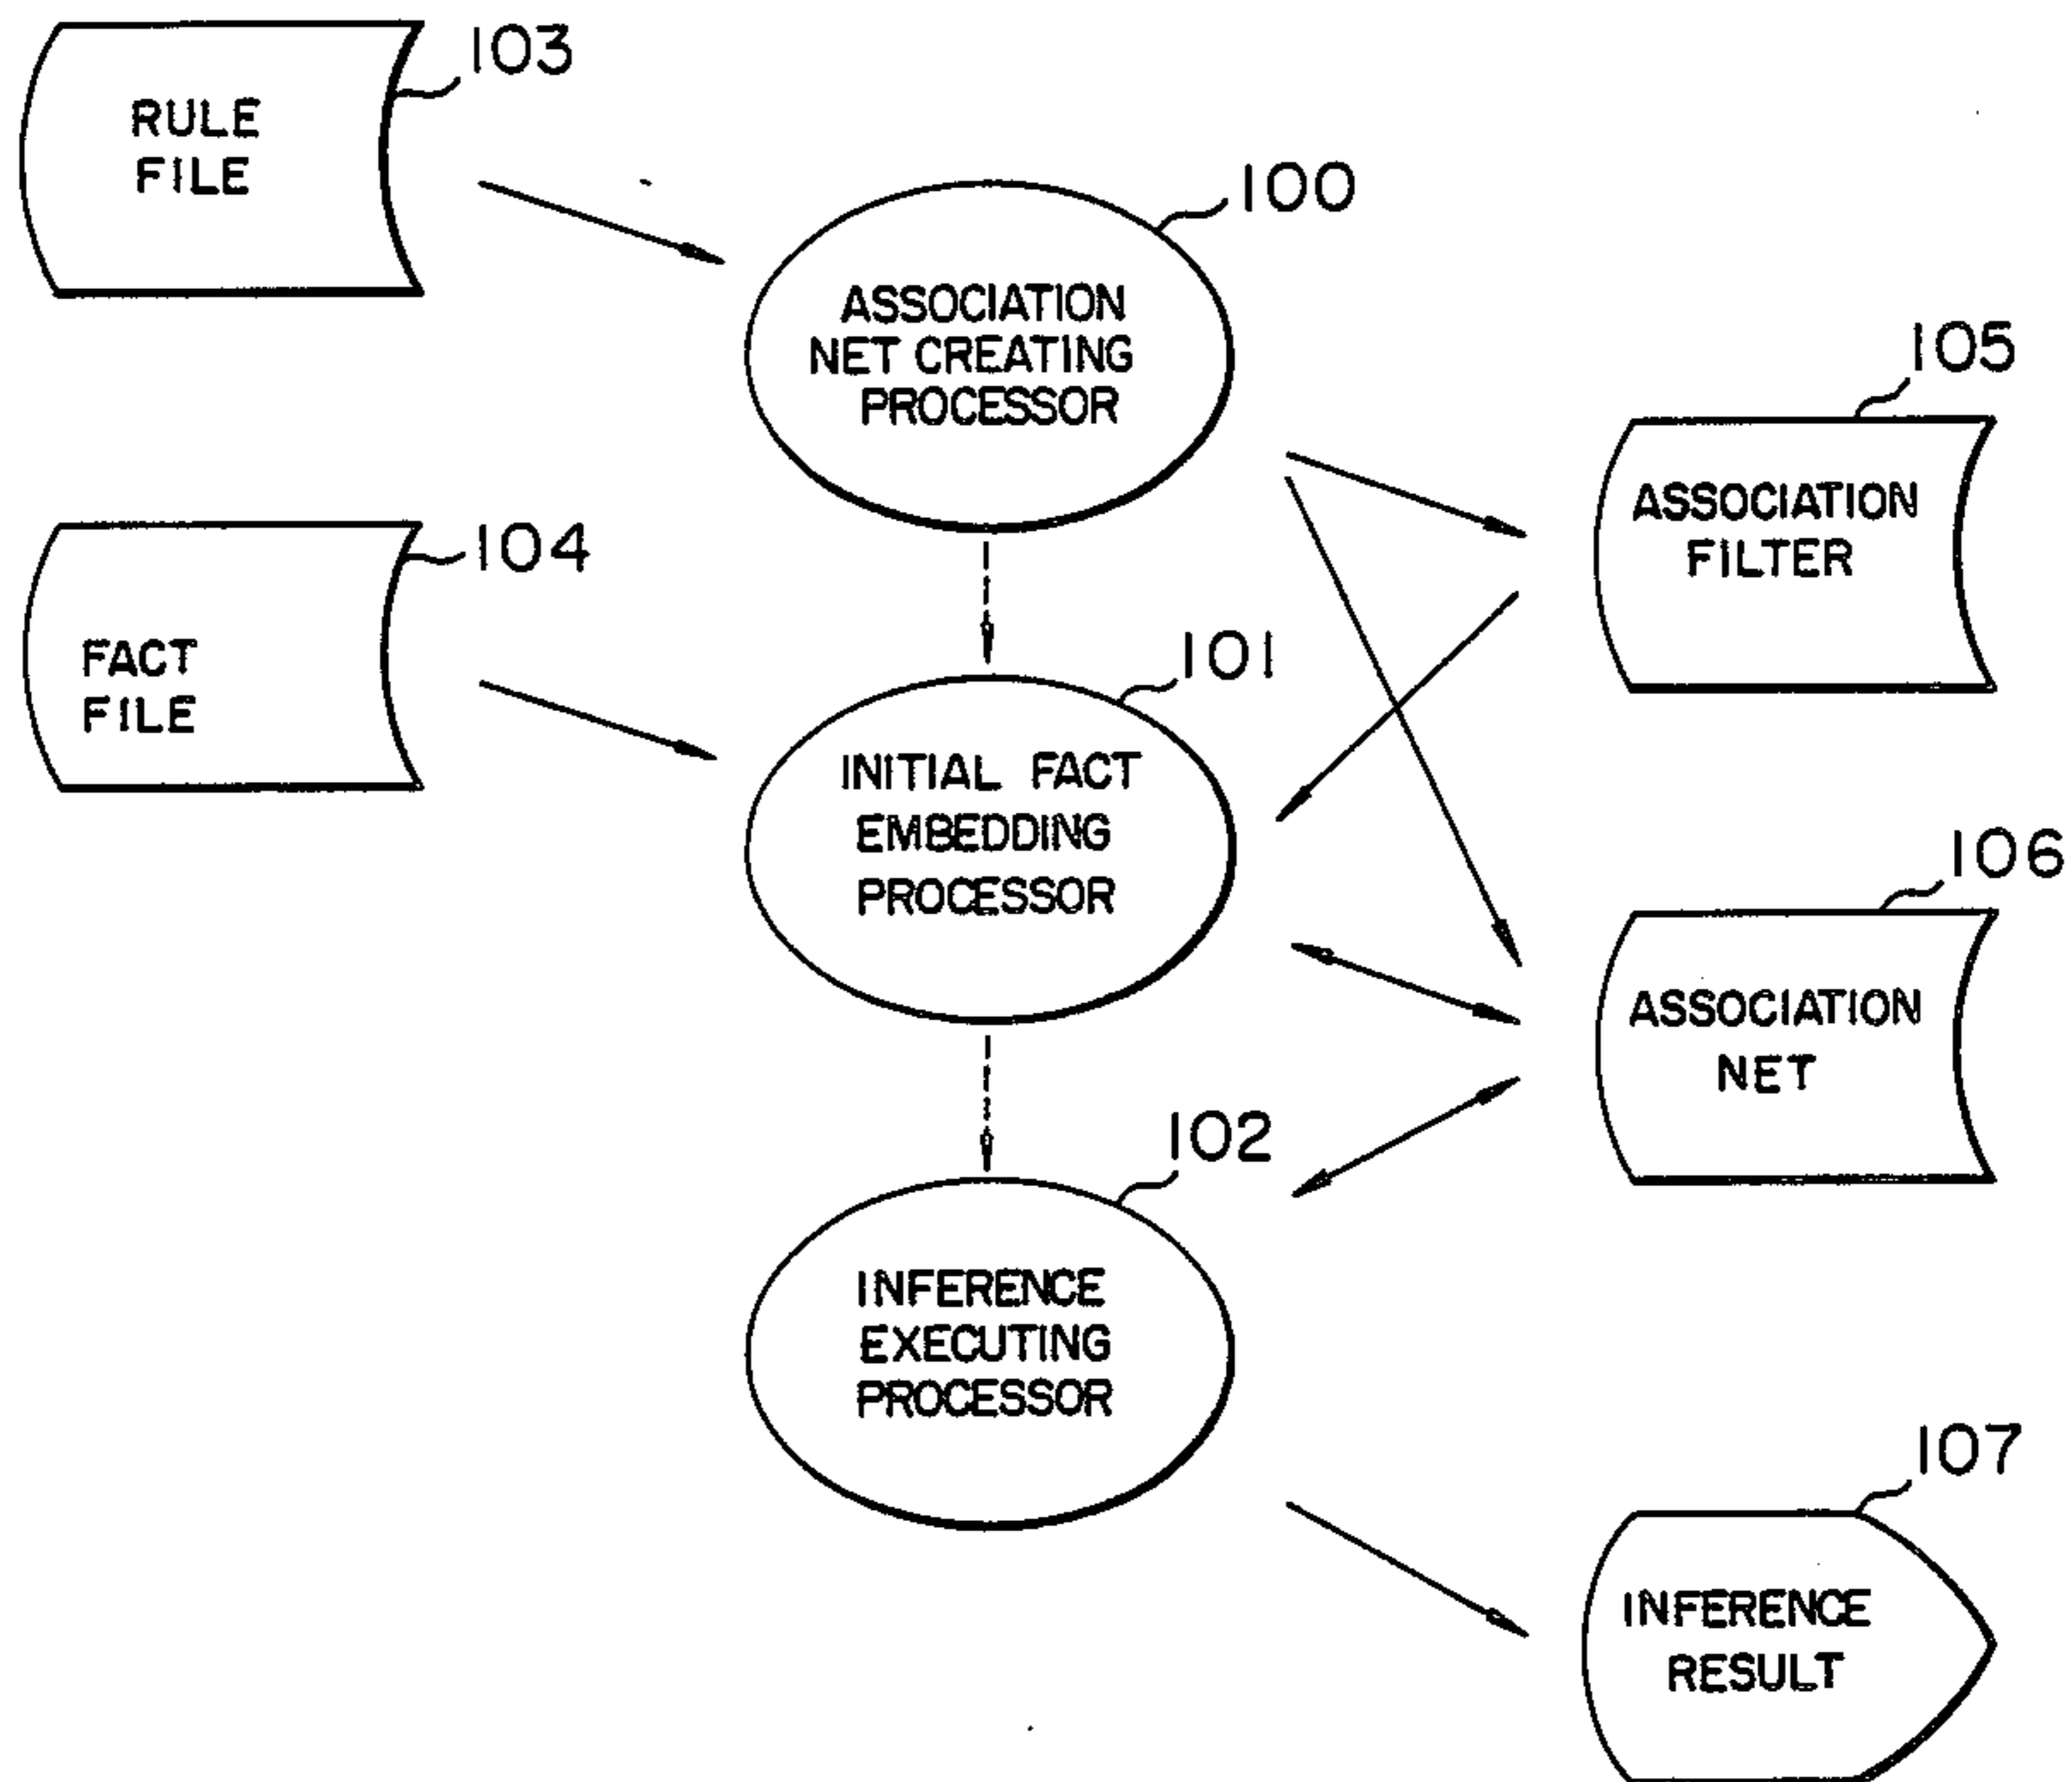 103
RULE
FILE
100
ASSOCIATION
NET CREATING
PROCESSOR
105
ASSOCIATION
FILTER
104
FACT
FILE
101
INITIAL FACT
EMBEDDING
PROCESSOR
106
ASSOCIATION
NET
102
INFERENCE
EXECUTING
PROCESSOR
107
INFERENCE
RESULT